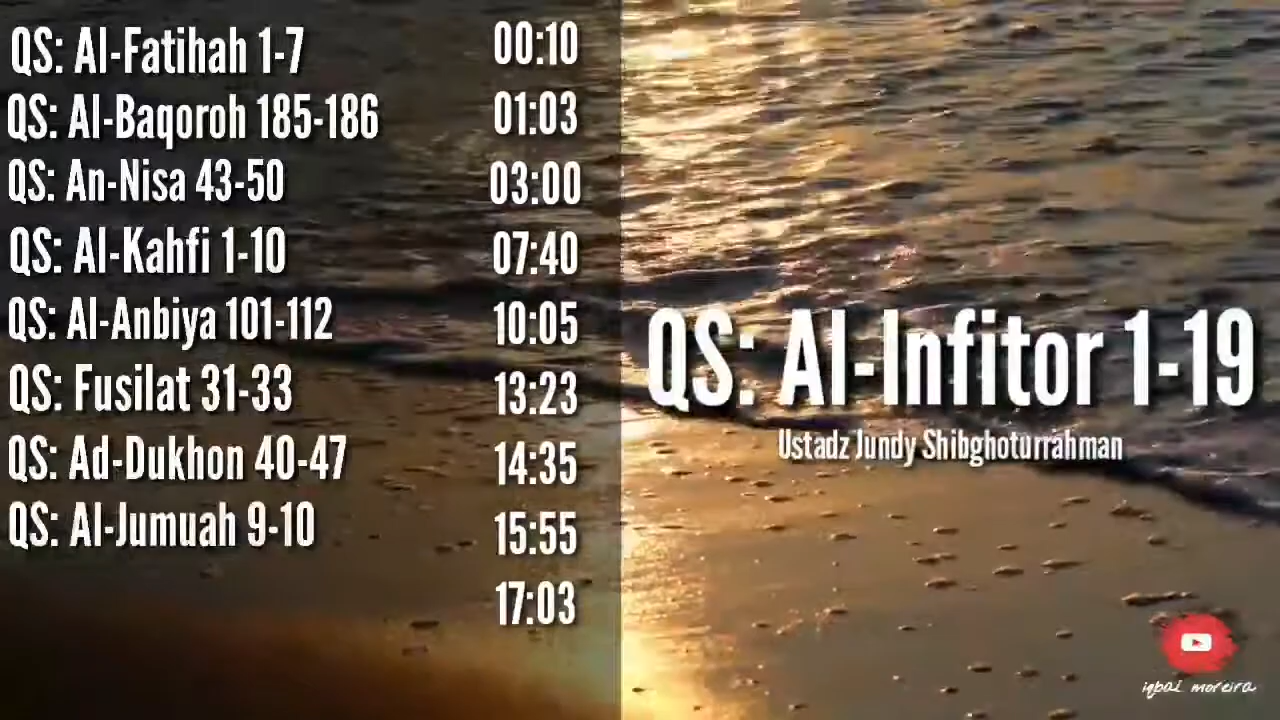 QS: Al-Fatihah 1-7 00:10
QS: Al-Baqoroh 185-186 01:03
QS: An-Nisa 43-50 03:00
QS: Al-Kahfi 1-10 07:40
QS: Al-Anbiya 101-112 10:05
QS: Fusilat 31-33 13:23
QS: Ad-Dukhon 40-47 14:35
QS: Al-Jumuah 9-10 15:55
17:03
QS: Al-Infitor 1-19
Ustadz Jundy Shibghoturrahman
iqbal moreira